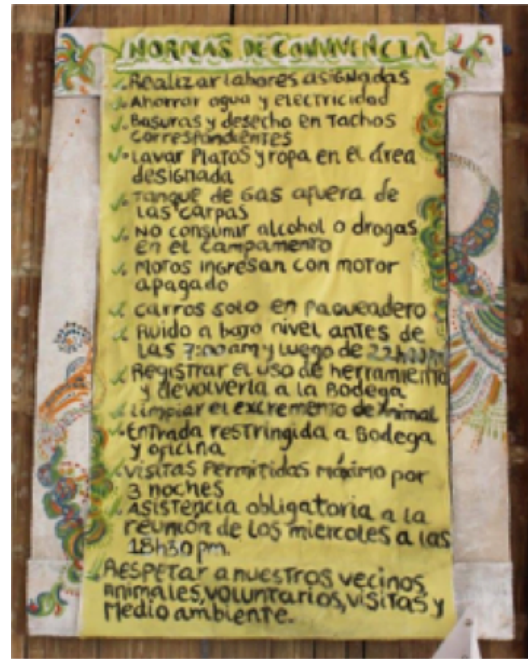 NORMAS DE CONVIVENCIA
Realizar labores asignadas
Ahorrar agua y electricidad
Basuras y desecho en Tachos
correspondientes
Lavar Platos y ropa en el área
designada
Tanque de Gas afuera de
las carpas
No consumir alcohol o drogas
en el campamento
Motos ingresan con motor
apagado
carros solo en paqueadero
Ruido a bajo nivel antes de
las 7:00 am y luego de
Registrar el uso de herramienta
y devolverla a la Bodega
Limpiar el excremento de animal
Entrada restringida a Bodega
y oficina
Visitas Permitidas máximo por
3 noches
Asistencia obligatoria a la
reunión de los miercoles a las
18h30 pm.
Respetar a nuestros vecinos,
Animales, voluntarios, visitas y
Medio ambiente.